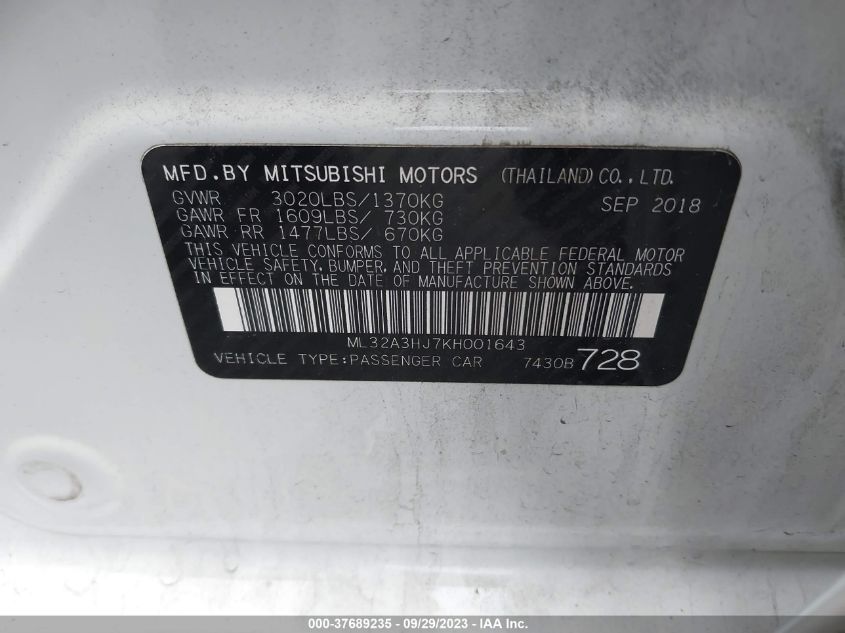 MFD.BY MITSUBISHI MOTORS (THAILAND)CO.,LTD.
GVWR 3020LBS/1370KG SEP 2018
GAWR FR 1609LBS/ 730KG
GAWR RR 1477LBS/ 670KG
THIS VEHICLE CONFORMS TO ALL APPLICABLE FEDERAL MOTOR
VEHICLE SAFETY, BUMPER, AND THEFT PREVENTION STANDARDS
IN EFFECT ON THE DATE OF MANUFACTURE SHOWN ABOVE.
ML32A3HJ7KH001643
VEHICLE TYPE:PASSENGER CAR 7430B 728
000-37689235 - 09/29/2023 - IAA Inc.